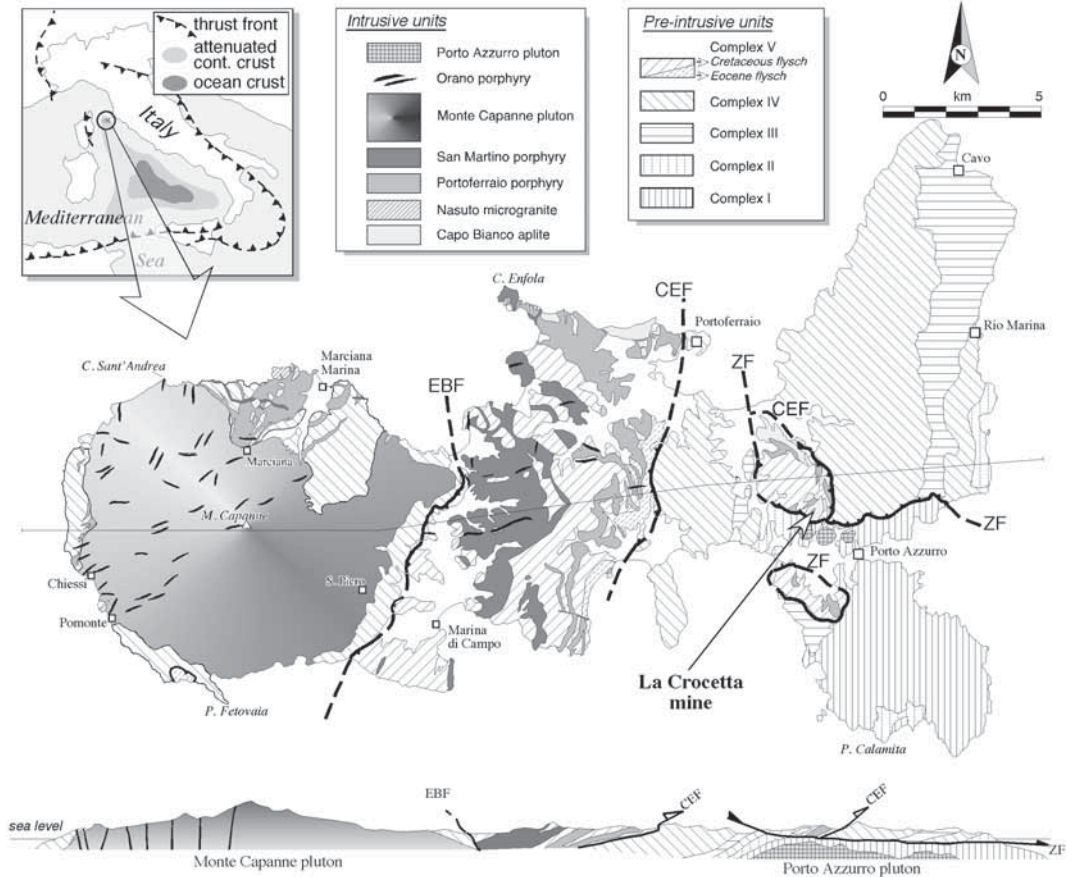 thrust front
attenuated
cont. crust
ocean crust
Italy
Mediterranean
Sea
Intrusive units
Porto Azzurro pluton
Orano porphyry
Monte Capanne pluton
San Martino porphyry
Portoferraio porphyry
Nasuto microgranite
Capo Bianco aplite
Pre-intrusive units
Complex V
Cretaceous flysch
Eocene flysch
Complex IV
Complex III
Complex II
Complex I
N
0 km 5
Cavo
C. Enfola
CEF
Portoferraio
Rio Marina
C. Sant'Andrea
Marciana
Marina
EBF
ZF
CEF
Marciana
M. Capanne
ZF
Porto Azzurro
ZF
Chiessi
S. Piero
Pomonte
Marina
di Campo
La Crocetta
mine
P. Fetovaia
P. Calamita
EBF
CEF
CEF
sea level
ZF
Monte Capanne pluton
Porto Azzurro pluton